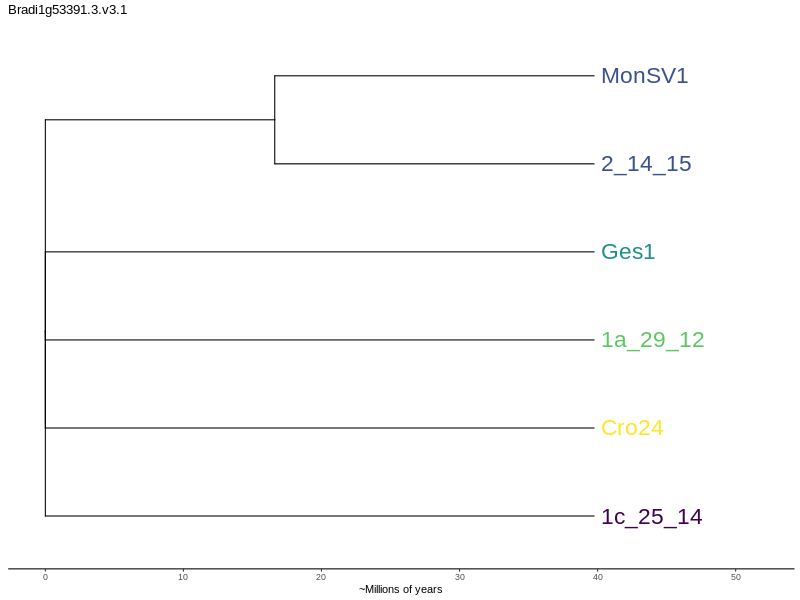 Bradi1g53391.3.v3.1
MonSV1
2_14_15
Ges1
1a_29_12
Cro24
1c_25_14
0 10 20 30 40 50
~Millions of years